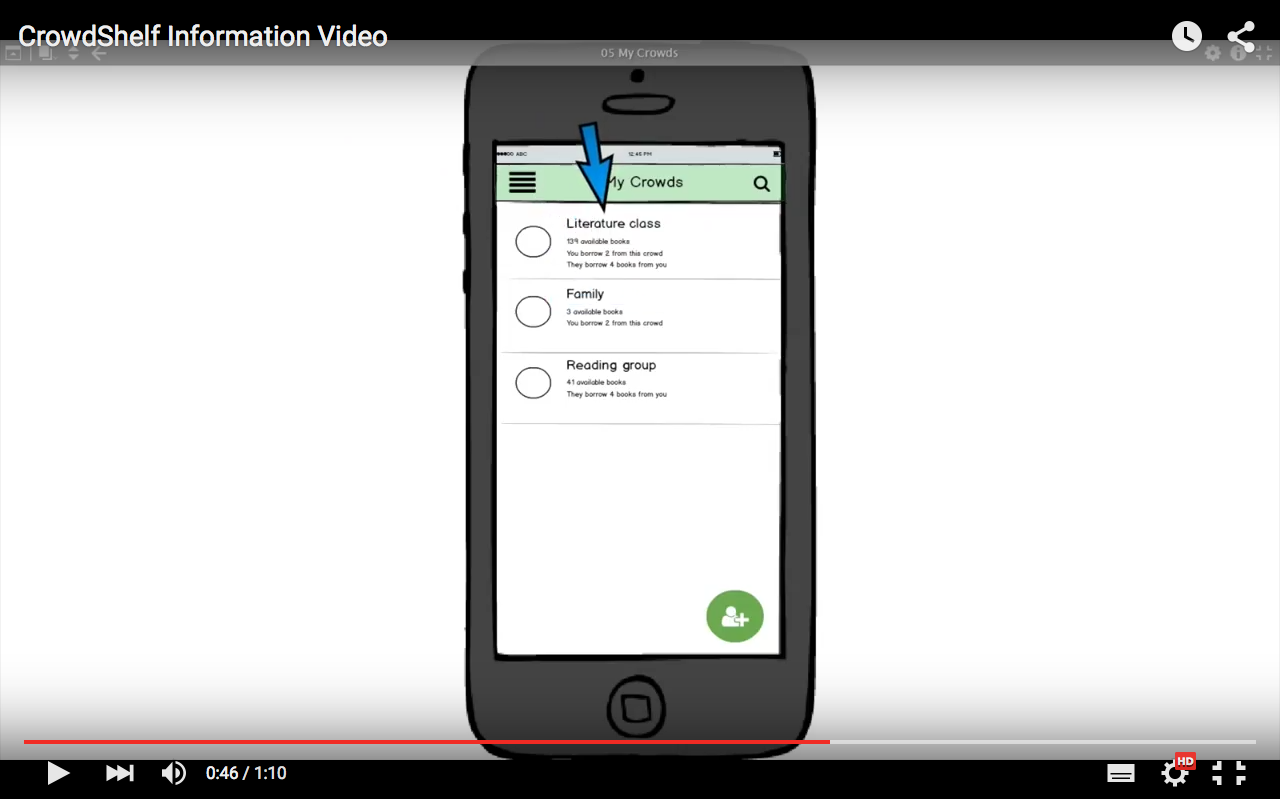 CrowdShelf Information Video
05 My Crowds
ABC 12:46 PM
My Crowds
Literature class
139 available books
You borrow 2 from this crowd
They borrow 4 books from you
Family
3 available books
You borrow 2 from this crowd
Reading group
41 available books
They borrow 4 books from you
0:46 / 1:10
HD